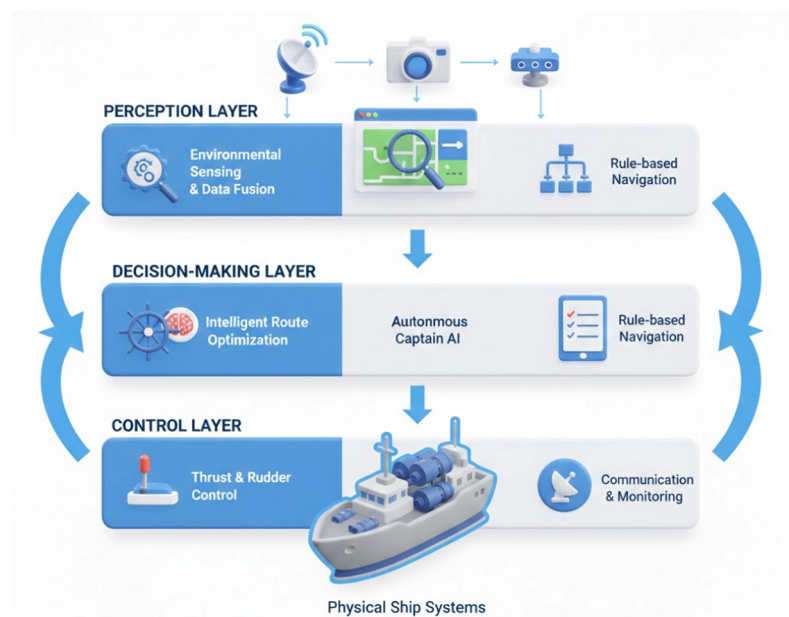 PERCEPTION LAYER
Environmental
Sensing
& Data Fusion
Rule-based
Navigation
DECISION-MAKING LAYER
Intelligent Route
Optimization
Autonmous
Captain AI
Rule-based
Navigation
CONTROL LAYER
Thrust & Rudder
Control
Communication
& Monitoring
Physical Ship Systems